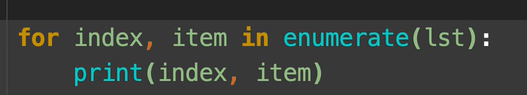 for index, item in enumerate(lst):
    print(index, item)